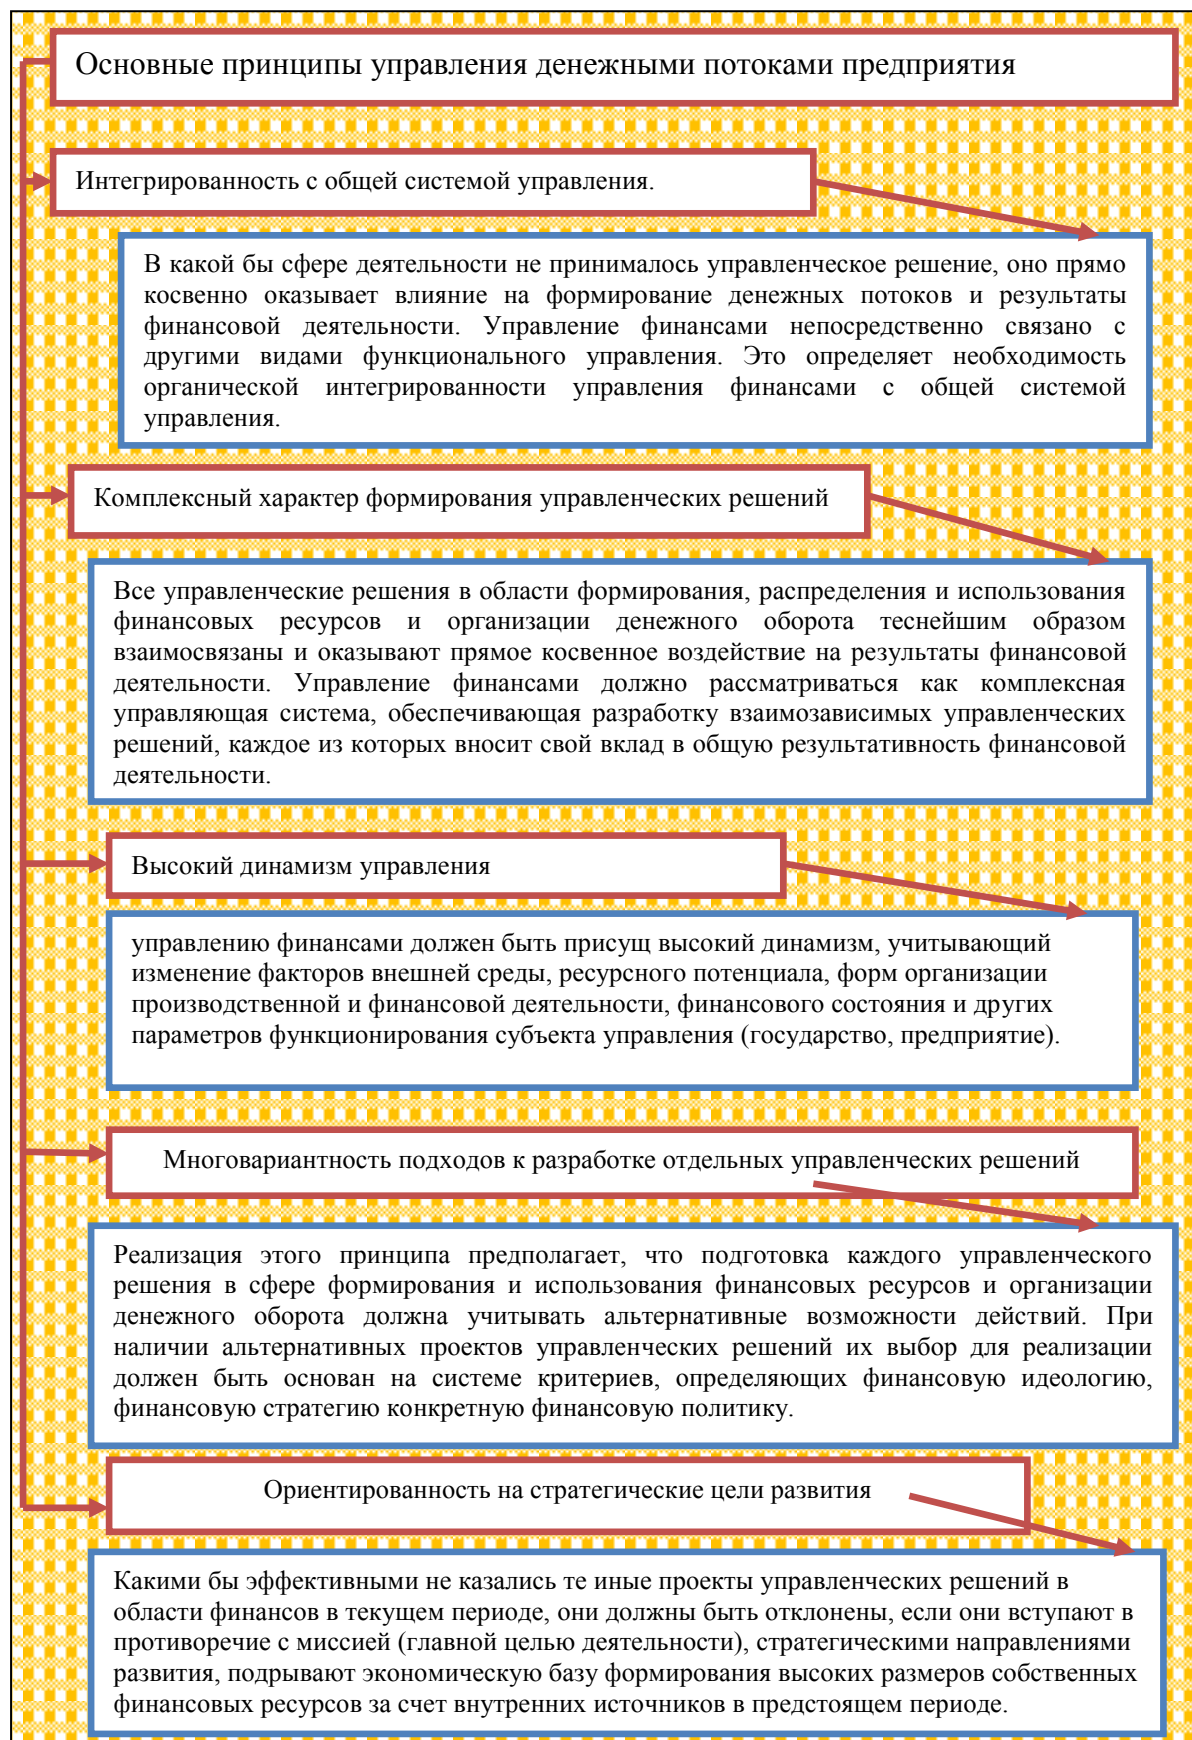 Основные принципы управления денежными потоками предприятия
Интегрированность с общей системой управления.
В какой бы сфере деятельности не принималось управленческое решение, оно прямо
косвенно оказывает влияние на формирование денежных потоков и результаты
финансовой деятельности. Управление финансами непосредственно связано с
другими видами функционального управления. Это определяет необходимость
органической интегрированности управления финансами с общей системой
управления.
Комплексный характер формирования управленческих решений
Все управленческие решения в области формирования, распределения и использования
финансовых ресурсов и организации денежного оборота теснейшим образом
взаимосвязаны и оказывают прямое косвенное воздействие на результаты финансовой
деятельности. Управление финансами должно рассматриваться как комплексная
управляющая система, обеспечивающая разработку взаимозависимых управленческих
решений, каждое из которых вносит свой вклад в общую результативность финансовой
деятельности.
Высокий динамизм управления
управлению финансами должен быть присущ высокий динамизм, учитывающий
изменение факторов внешней среды, ресурсного потенциала, форм организации
производственной и финансовой деятельности, финансового состояния и других
параметров функционирования субъекта управления (государство, предприятие).
Многовариантность подходов к разработке отдельных управленческих решений
Реализация этого принципа предполагает, что подготовка каждого управленческого
решения в сфере формирования и использования финансовых ресурсов и организации
денежного оборота должна учитывать альтернативные возможности действий. При
наличии альтернативных проектов управленческих решений их выбор для реализации
должен быть основан на системе критериев, определяющих финансовую идеологию,
финансовую стратегию конкретную финансовую политику.
Ориентированность на стратегические цели развития
Какими бы эффективными не казались те иные проекты управленческих решений в
области финансов в текущем периоде, они должны быть отклонены, если они вступают в
противоречие с миссией (главной целью деятельности), стратегическими направлениями
развития, подрывают экономическую базу формирования высоких размеров собственных
финансовых ресурсов за счет внутренних источников в предстоящем периоде.